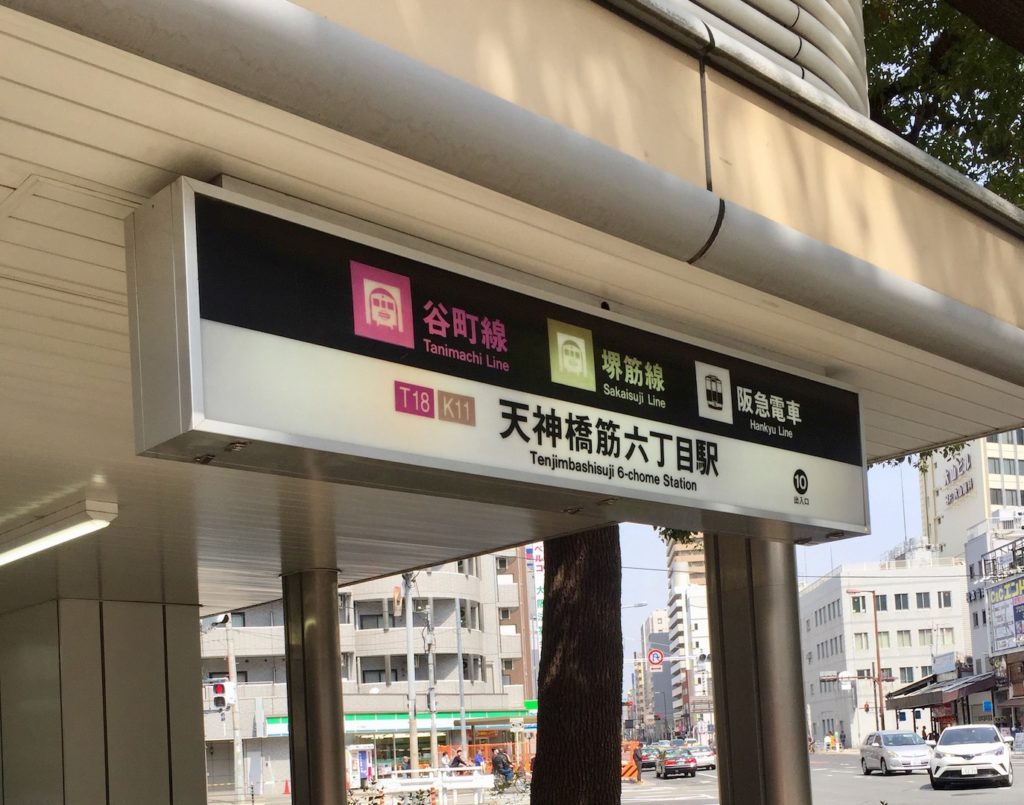 谷町線
Tanimachi Line
堺筋線
Sakaisuji Line
阪急電車
Hankyu Line
T18 K11
天神橋筋六丁目駅
Tenjimbashisuji 6-chome Station
10
出入口